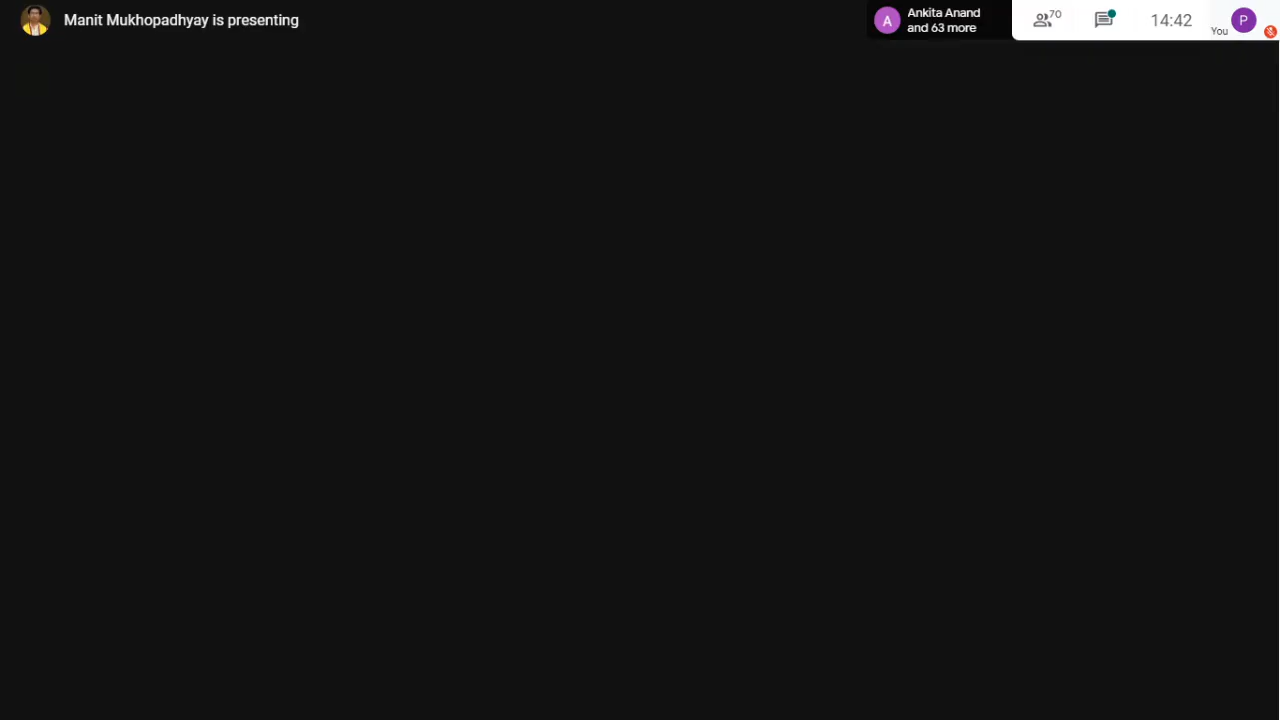 Manit Mukhopadhyay is presenting
A
Ankita Anand
and 63 more
70
14:42
You
P